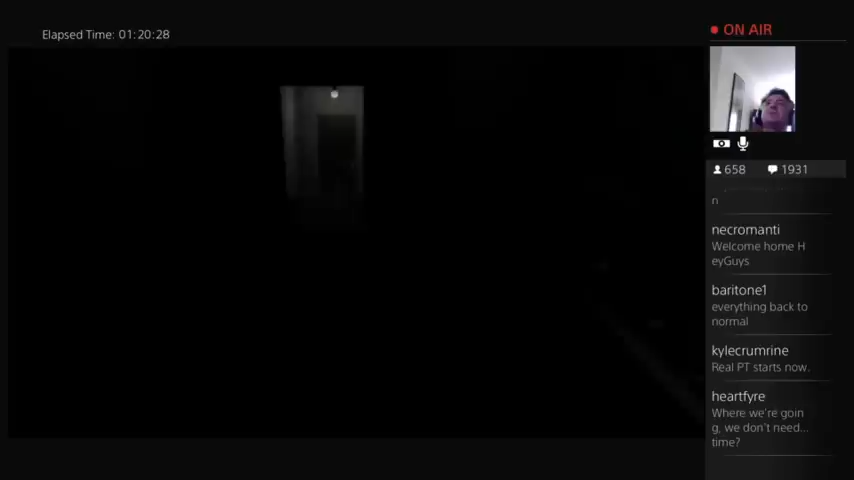 Elapsed Time: 01:20:28
ON AIR
658 1931
n
necromanti
Welcome home H
eyGuys
baritone1
everything back to
normal
kylecrumrine
Real PT starts now.
heartfyre
Where we're goin
g, we don't need...
time?